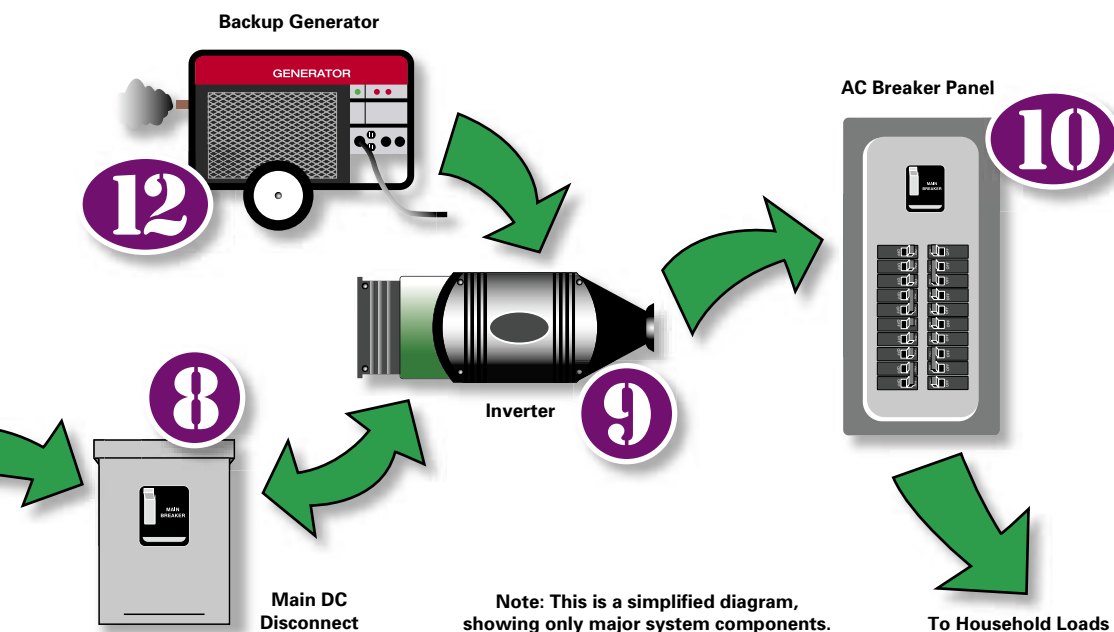 Backup Generator
GENERATOR
12
AC Breaker Panel
10
MAIN
BREAKER
Inverter
9
8
MAIN
BREAKER
Main DC
Disconnect
Note: This is a simplified diagram,
showing only major system components.
To Household Loads